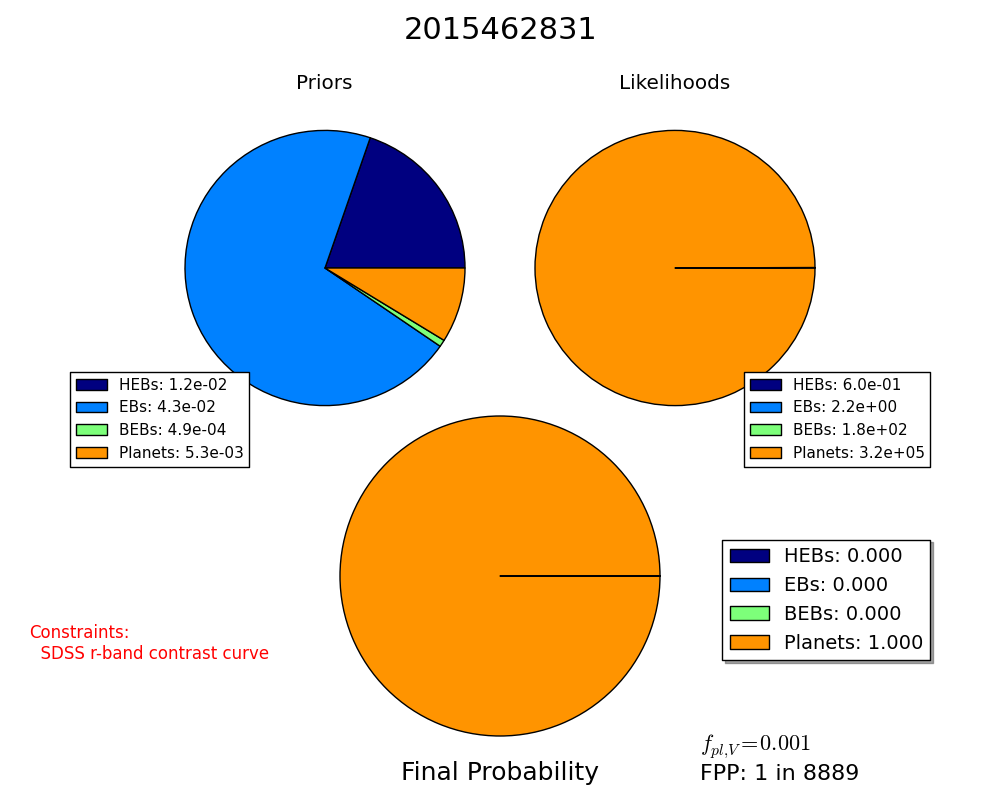 2015462831
Priors
Likelihoods
HEBs: 1.2e-02
EBs: 4.3e-02
BEBs: 4.9e-04
Planets: 5.3e-03
HEBs: 6.0e-01
EBs: 2.2e+00
BEBs: 1.8e+02
Planets: 3.2e+05
HEBs: 0.000
EBs: 0.000
BEBs: 0.000
Planets: 1.000
Constraints:
SDSS r-band contrast curve
f_{pl,V}=0.001
Final Probability
FPP: 1 in 8889